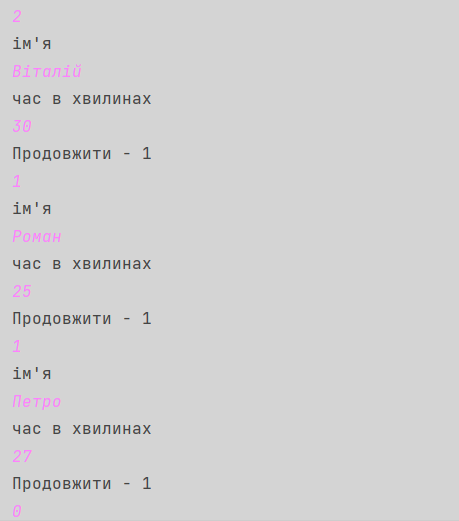 2
ім'я
Віталій
час в хвилинах
30
Продовжити - 1
1
ім'я
Роман
час в хвилинах
25
Продовжити - 1
1
ім'я
Петро
час в хвилинах
27
Продовжити - 1
0